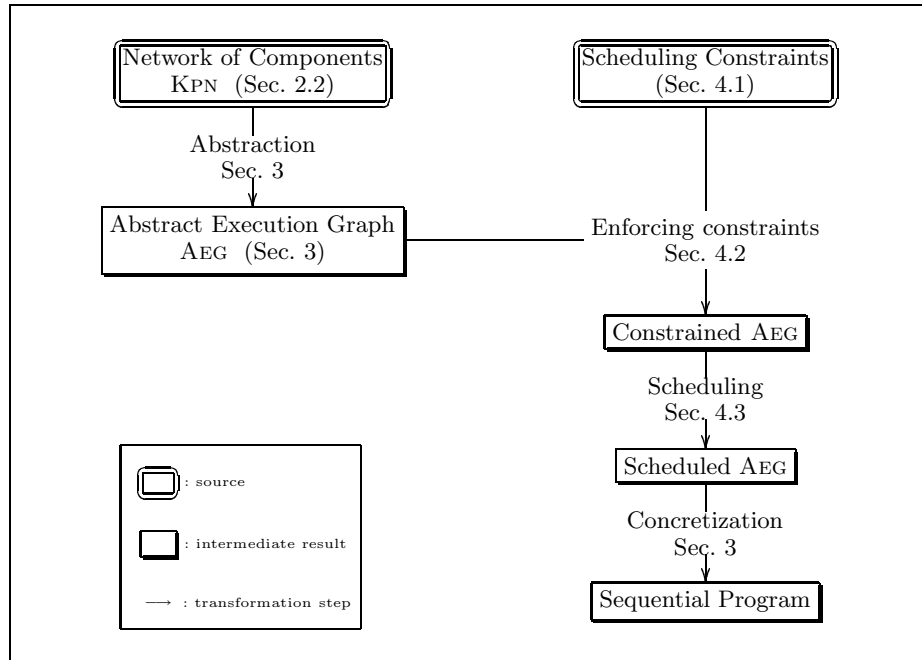 Network of Components
KPN (Sec. 2.2)
Scheduling Constraints
(Sec. 4.1)
Abstraction
Sec. 3
Abstract Execution Graph
AEG (Sec. 3)
Enforcing constraints
Sec. 4.2
Constrained AEG
Scheduling
Sec. 4.3
Scheduled AEG
Concretization
Sec. 3
Sequential Program
: source
: intermediate result
: transformation step